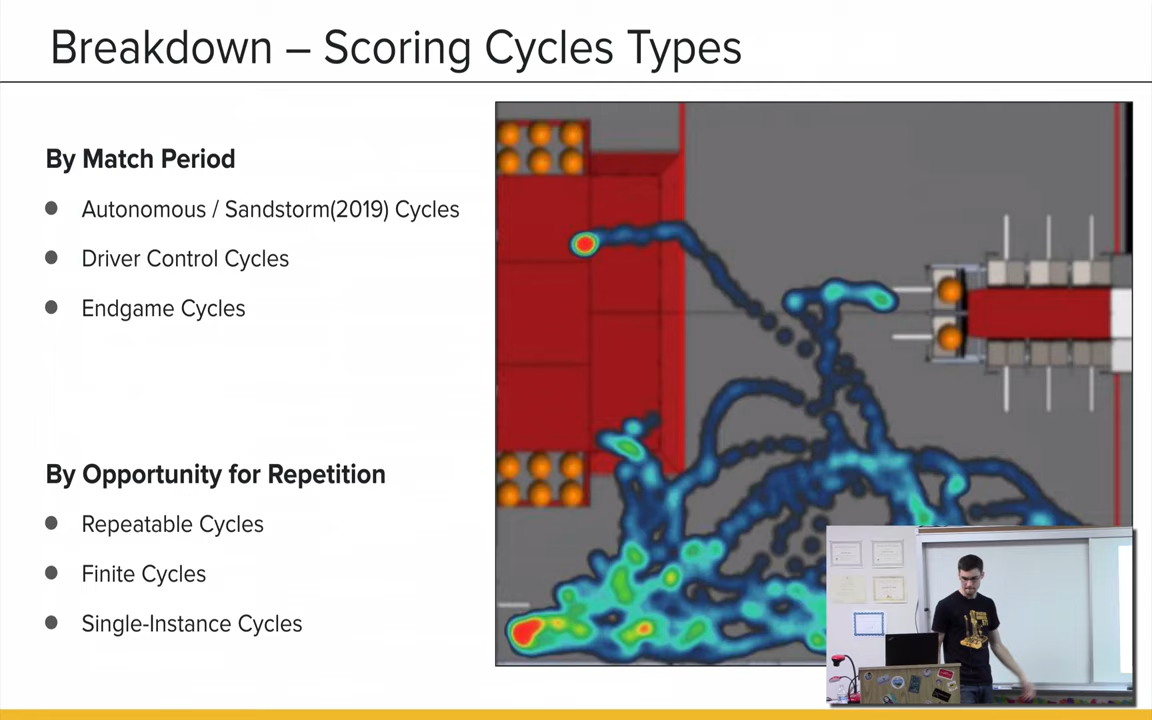 Breakdown – Scoring Cycles Types
By Match Period
Autonomous / Sandstorm(2019) Cycles
Driver Control Cycles
Endgame Cycles
By Opportunity for Repetition
Repeatable Cycles
Finite Cycles
Single-Instance Cycles